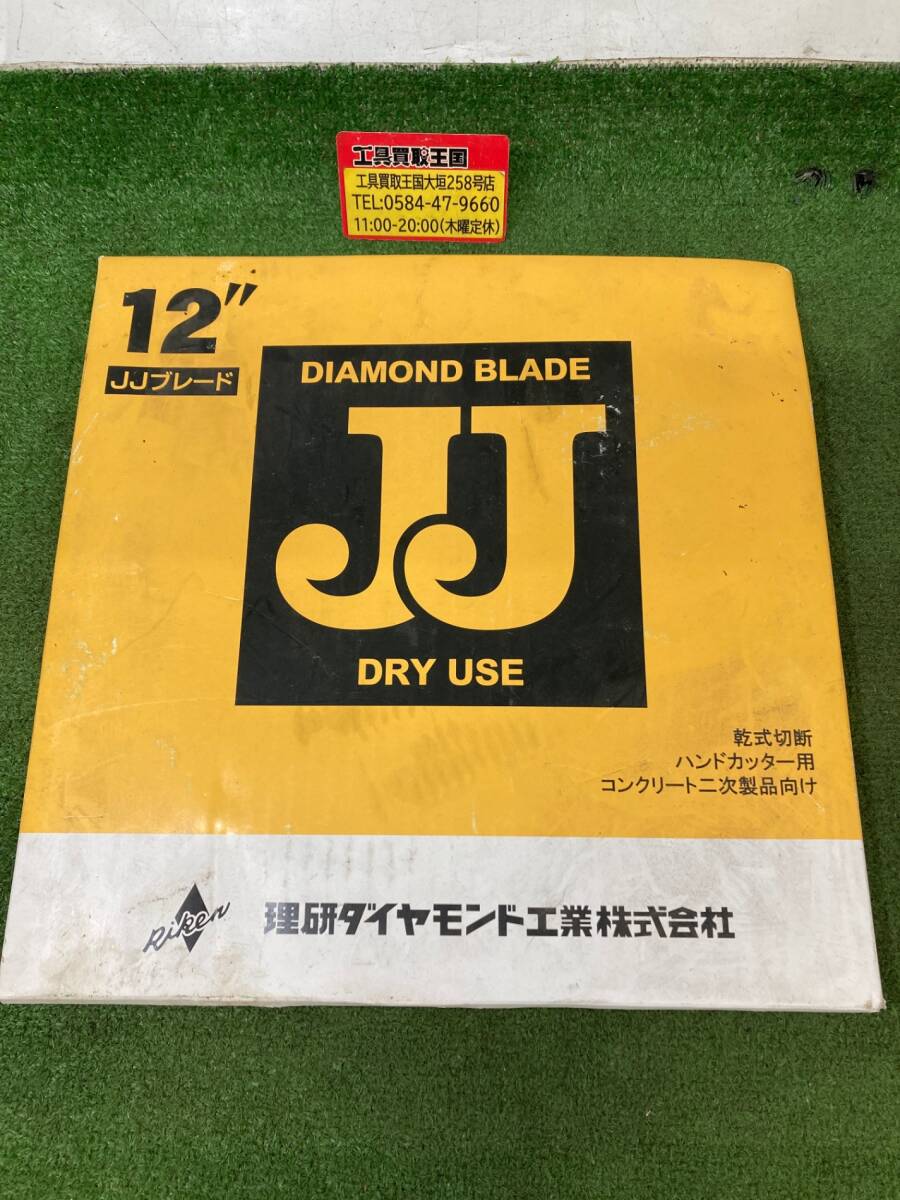 工具買取王国
工具買取王国大垣258号店
TEL:0584-47-9660
11:00-20:00(木曜定休)
12"
JJブレード
DIAMOND BLADE
JJ
DRY USE
乾式切断
ハンドカッター用
コンクリート二次製品向け
Riken
理研ダイヤモンド工業株式会社